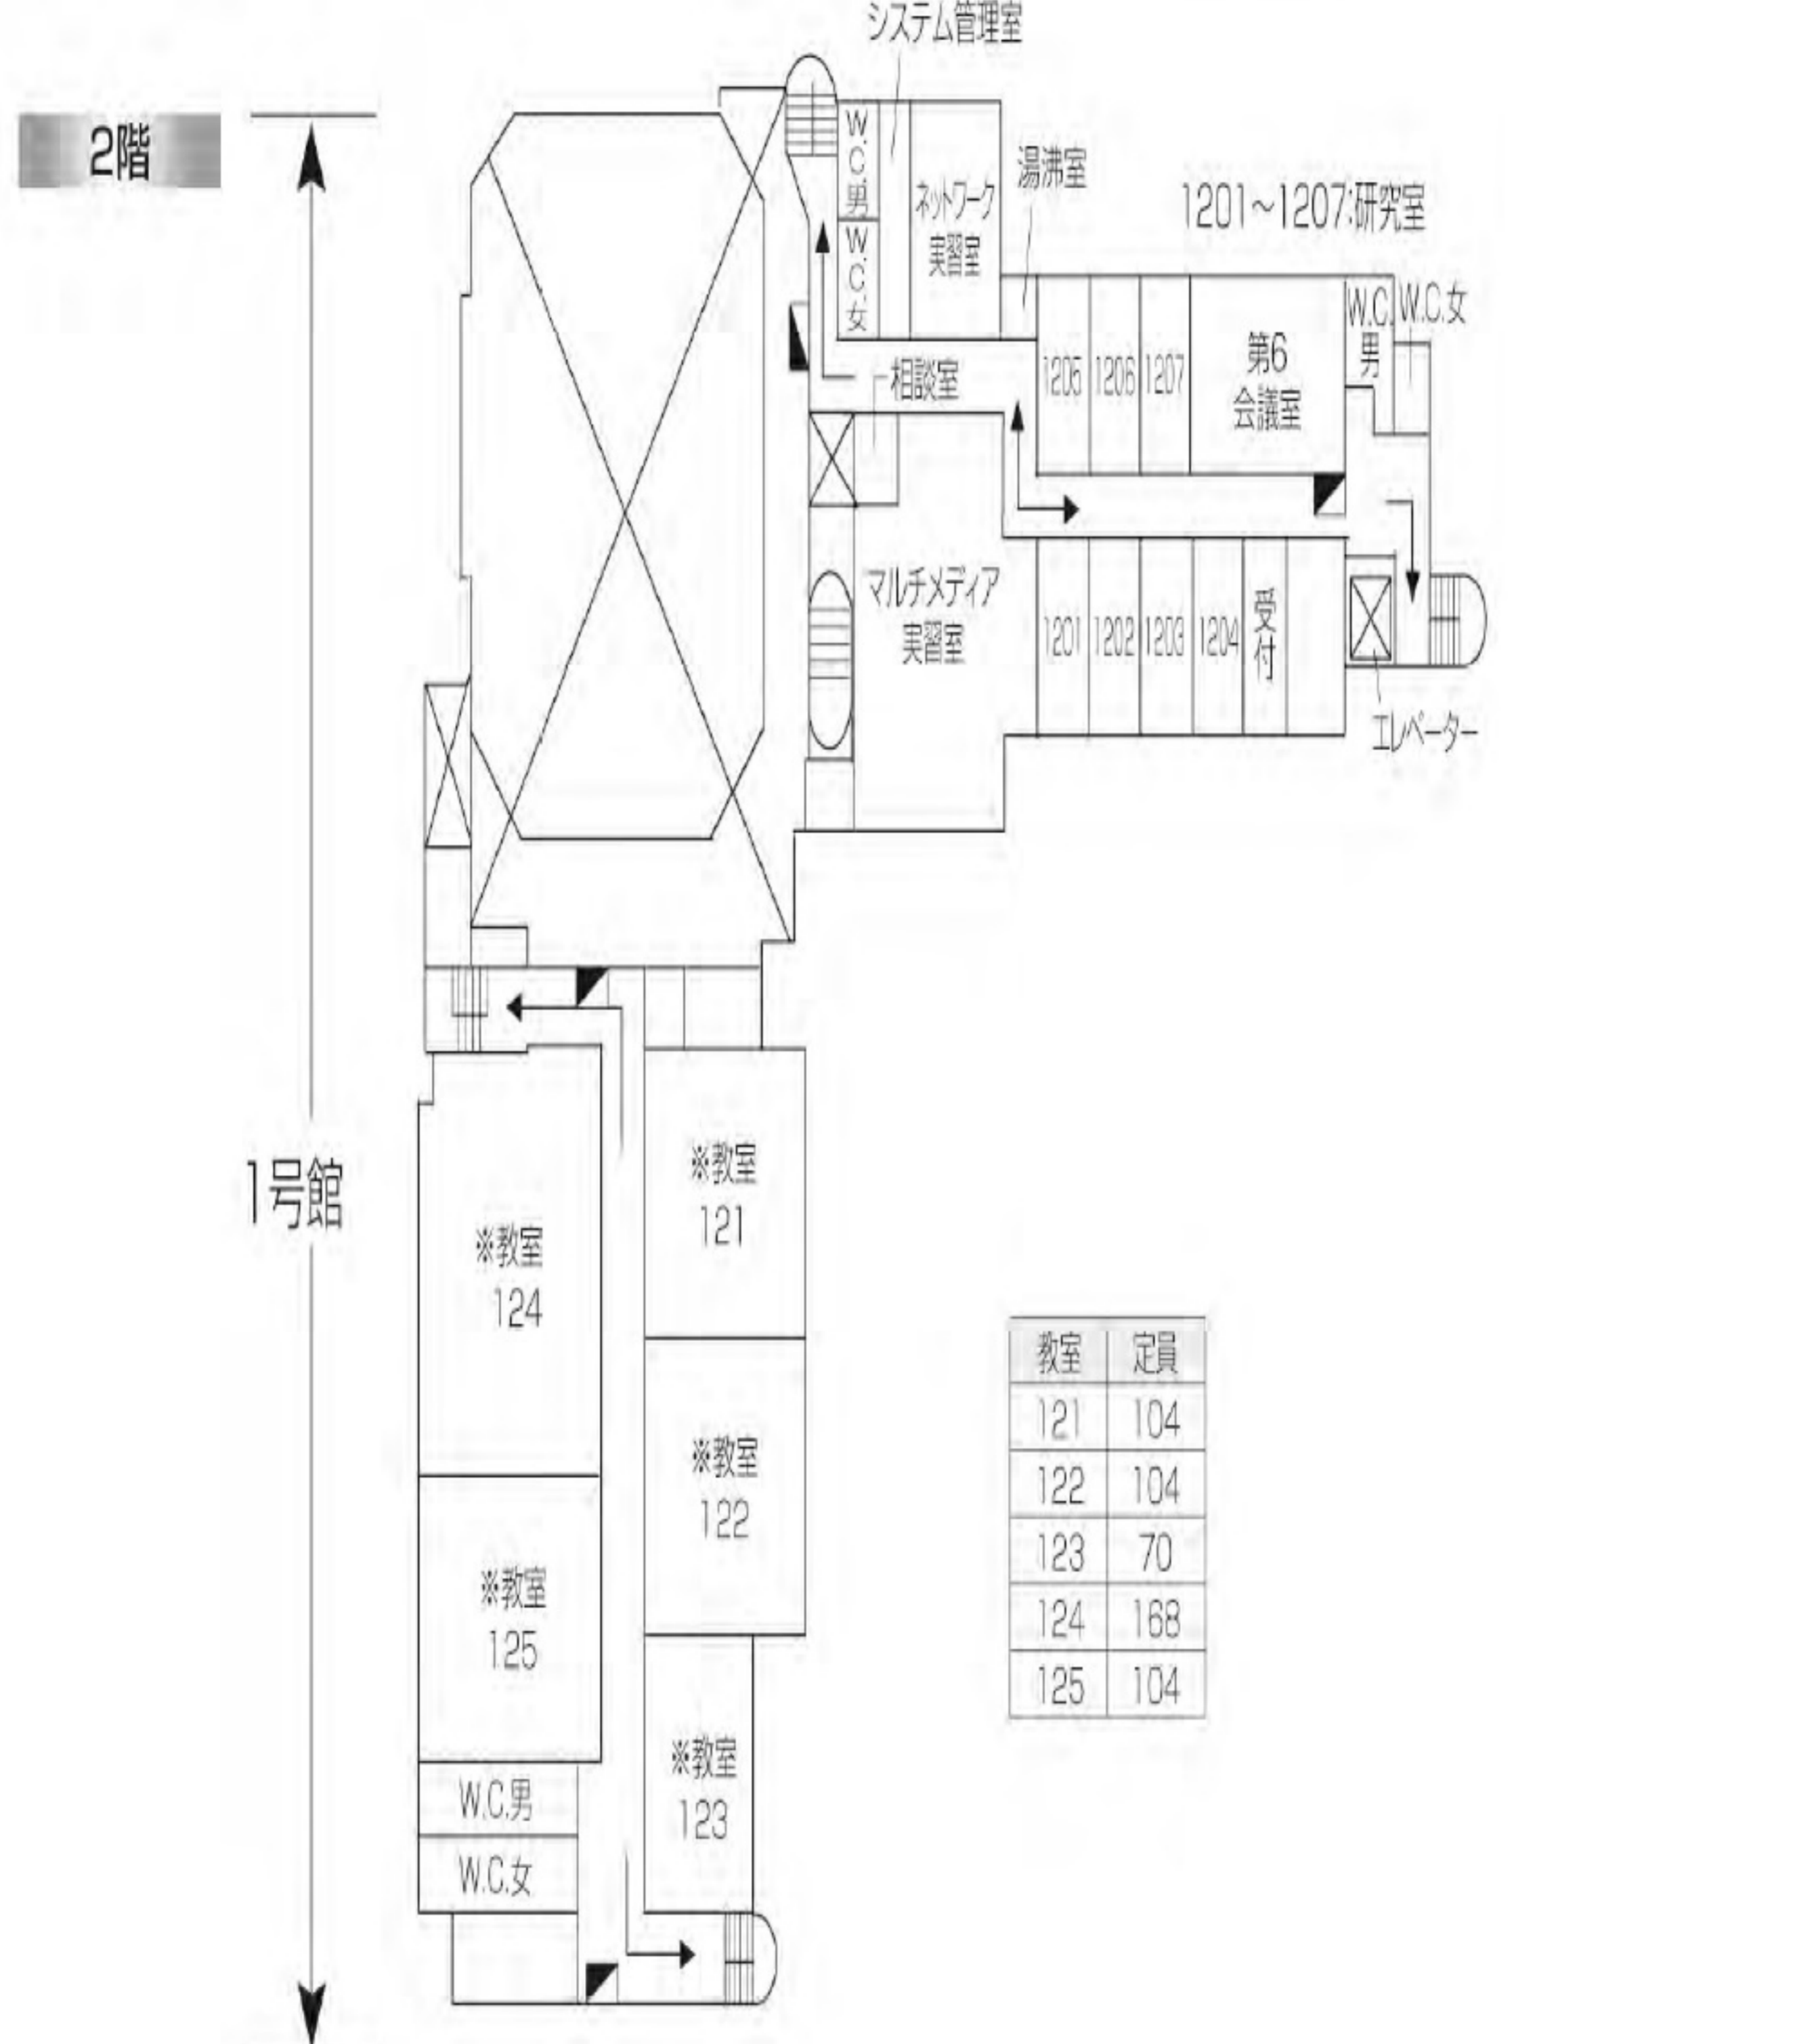 システム管理室
2階
W.C.男
ネットワーク
実習室
湯沸室
1201~1207:研究室
W.C.女
W.C.男
W.C.女
相談室
1205
1206
1207
第6
会議室
マルチメディア
実習室
1201
1202
1203
1204
受付
エレベーター
1号館
※教室
121
※教室
124
※教室
122
※教室
125
※教室
123
W.C.男
W.C.女
教室 定員
121 104
122 104
123 70
124 168
125 104